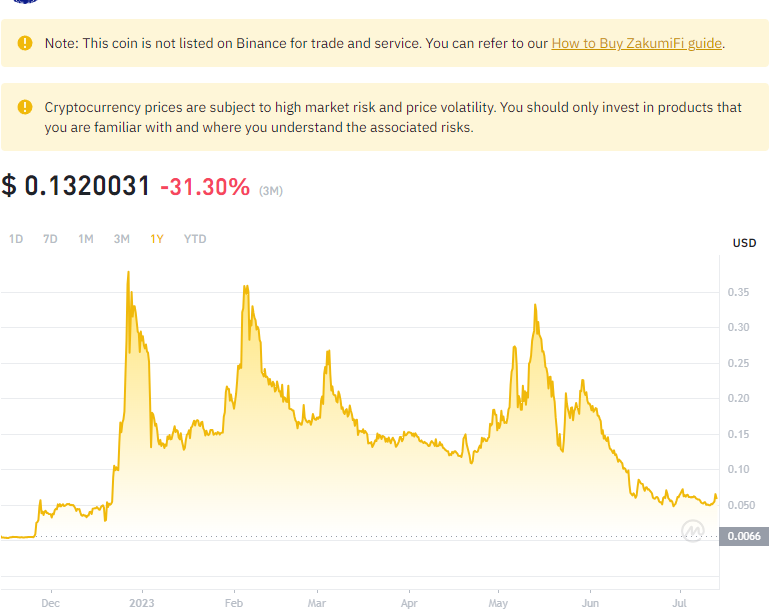 Note: This coin is not listed on Binance for trade and service. You can refer to our How to Buy ZakumiFi guide.
Cryptocurrency prices are subject to high market risk and price volatility. You should only invest in products that
you are familiar with and where you understand the associated risks.
$ 0.1320031 -31.30% (3M)
1D 7D 1M 3M 1Y YTD
USD
0.35
0.30
0.25
0.20
0.15
0.10
0.050
0.0066
Dec 2023 Feb Mar Apr May Jun Jul